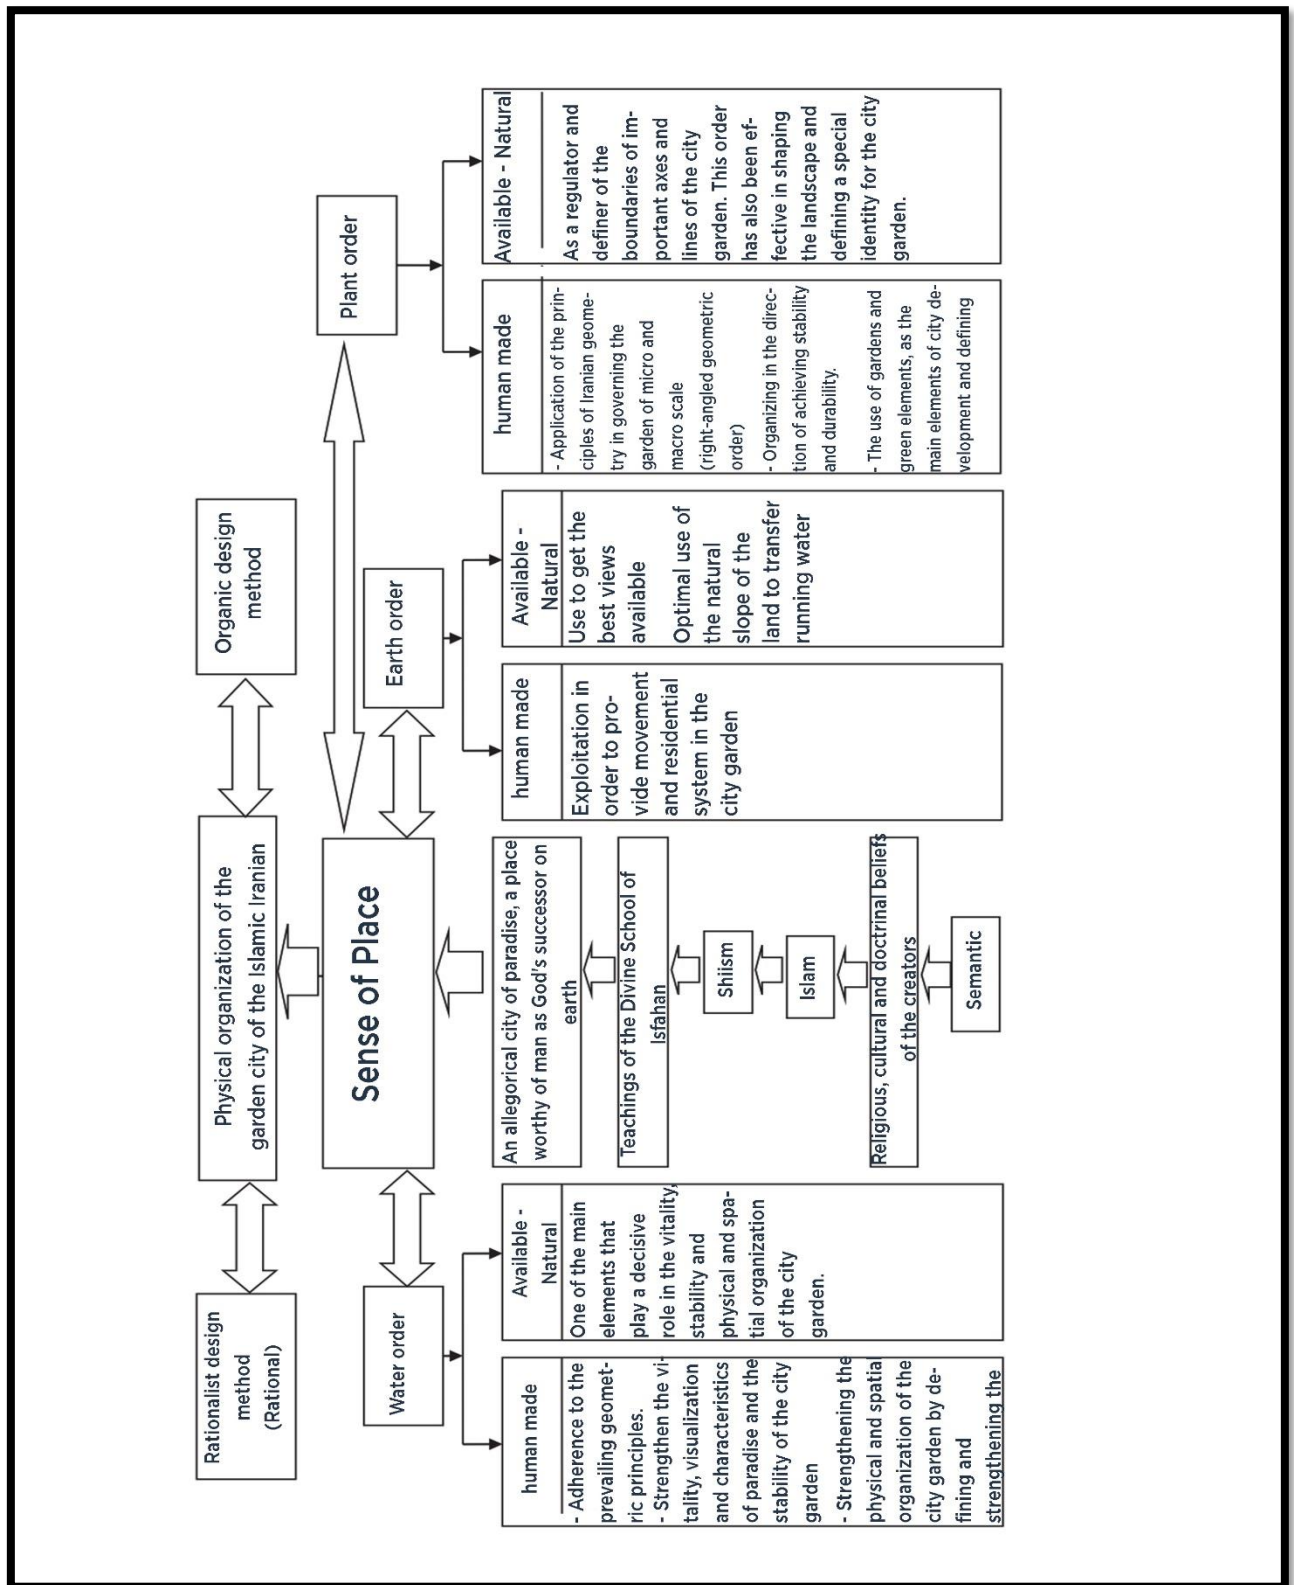 Rationalist design
method
(Rational)
Physical organization of the
garden city of the Islamic Iranian
Organic design
method
Sense of Place
Water order
Earth order
Plant order
human made
- Adherence to the
prevailing geomet-
ric principles.
- Strengthen the vi-
tality, visualization
and characteristics
of paradise and the
stability of the city
garden
- Strengthening the
physical and spatial
organization of the
city garden by de-
fining and
strengthening the
Available -
Natural
One of the main
elements that
play a decisive
role in the vitality,
stability and
physical and spa-
tial organization
of the city
garden.
An allegorical city of paradise, a place
worthy of man as God's successor on
earth
Teachings of the Divine School of
Isfahan
Shiism
Islam
Religious, cultural and doctrinal beliefs
of the creators
Semantic
human made
Exploitation in
order to pro-
vide movement
and residential
system in the
city garden
Available -
Natural
Use to get the
best views
available
Optimal use of
the natural
slope of the
land to transfer
running water
human made
- Application of the prin-
ciples of Iranian geome-
try in governing the
garden of micro and
macro scale
(right-angled geometric
order)
- Organizing in the direc-
tion of achieving stability
and durability.
- The use of gardens and
green elements, as the
main elements of city de-
velopment and defining
Available - Natural
As a regulator and
definer of the
boundaries of im-
portant axes and
lines of the city
garden. This order
has also been ef-
fective in shaping
the landscape and
defining a special
identity for the city
garden.